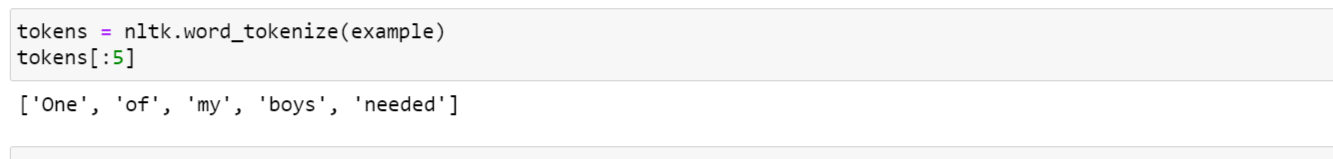 tokens = nltk.word_tokenize(example)
tokens[:5]
['One', 'of', 'my', 'boys', 'needed']